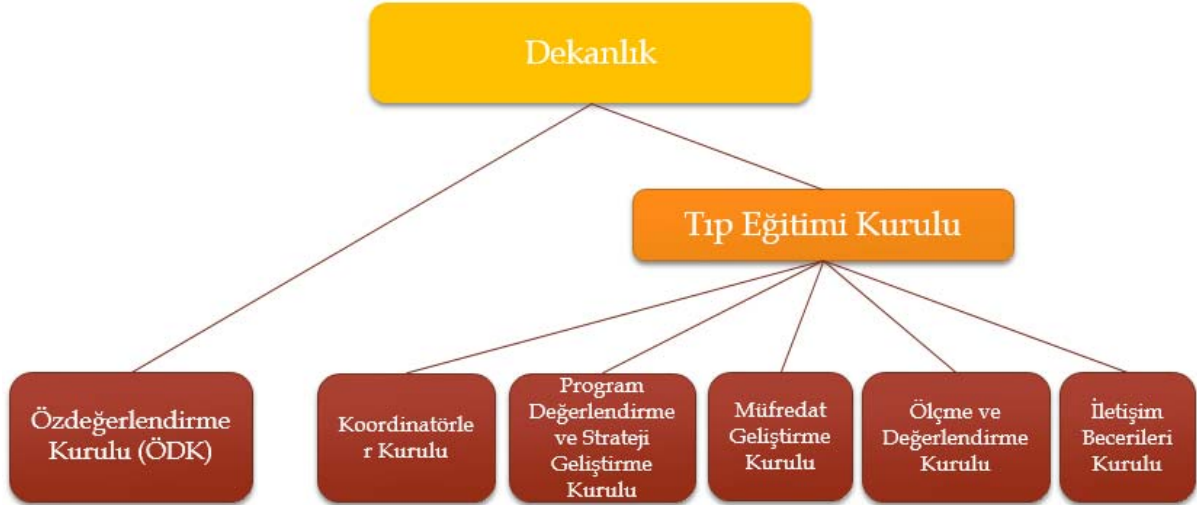 Dekanlık
Tıp Eğitimi Kurulu
Özdeğerlendirme
Kurulu (ÖDK)
Koordinatörle
r Kurulu
Program
Değerlendirme
ve Strateji
Geliştirme
Kurulu
Müfredat
Geliştirme
Kurulu
Ölçme ve
Değerlendirme
Kurulu
İletişim
Becerileri
Kurulu